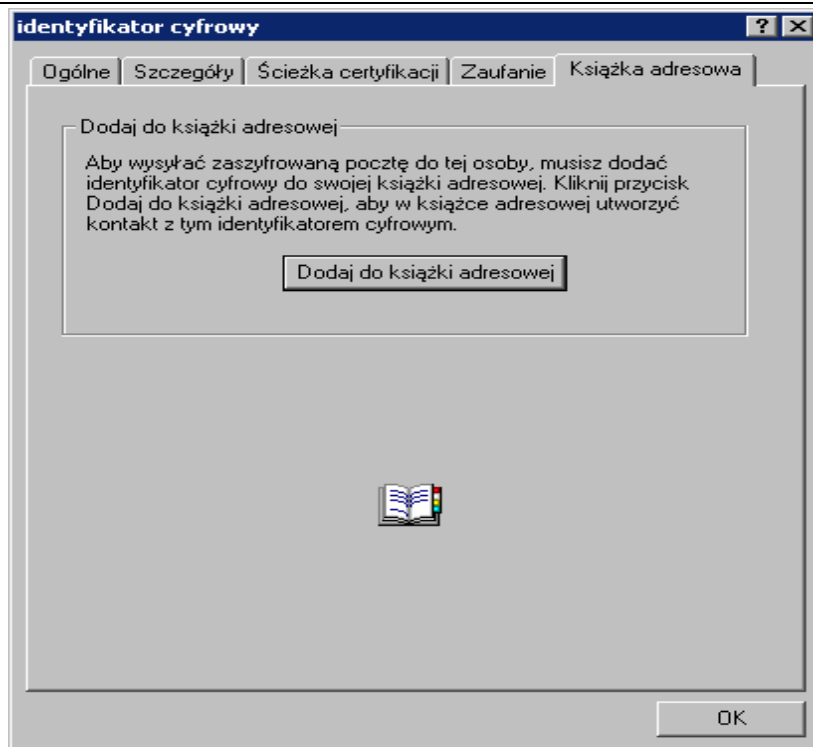 identyfikator cyfrowy
Ogólne Szczegóły Ścieżka certyfikacji Zaufanie Książka adresowa
Dodaj do książki adresowej
Aby wysyłać zaszyfrowaną pocztę do tej osoby, musisz dodać
identyfikator cyfrowy do swojej książki adresowej. Kliknij przycisk
Dodaj do książki adresowej, aby w książce adresowej utworzyć
kontakt z tym identyfikatorem cyfrowym.
Dodaj do książki adresowej
OK